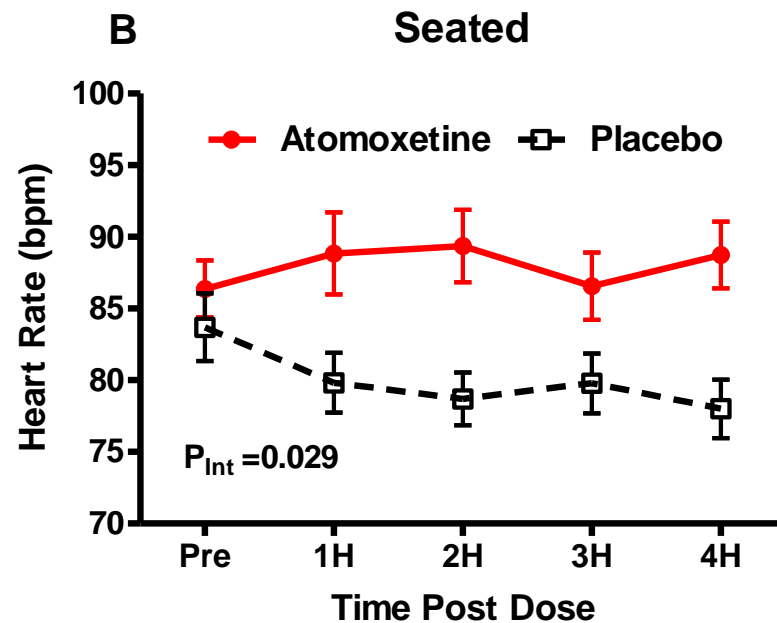 B Seated
Atomoxetine Placebo
100
95
90
85
80
75
70
Heart Rate (bpm)
PInt =0.029
Pre 1H 2H 3H 4H
Time Post Dose